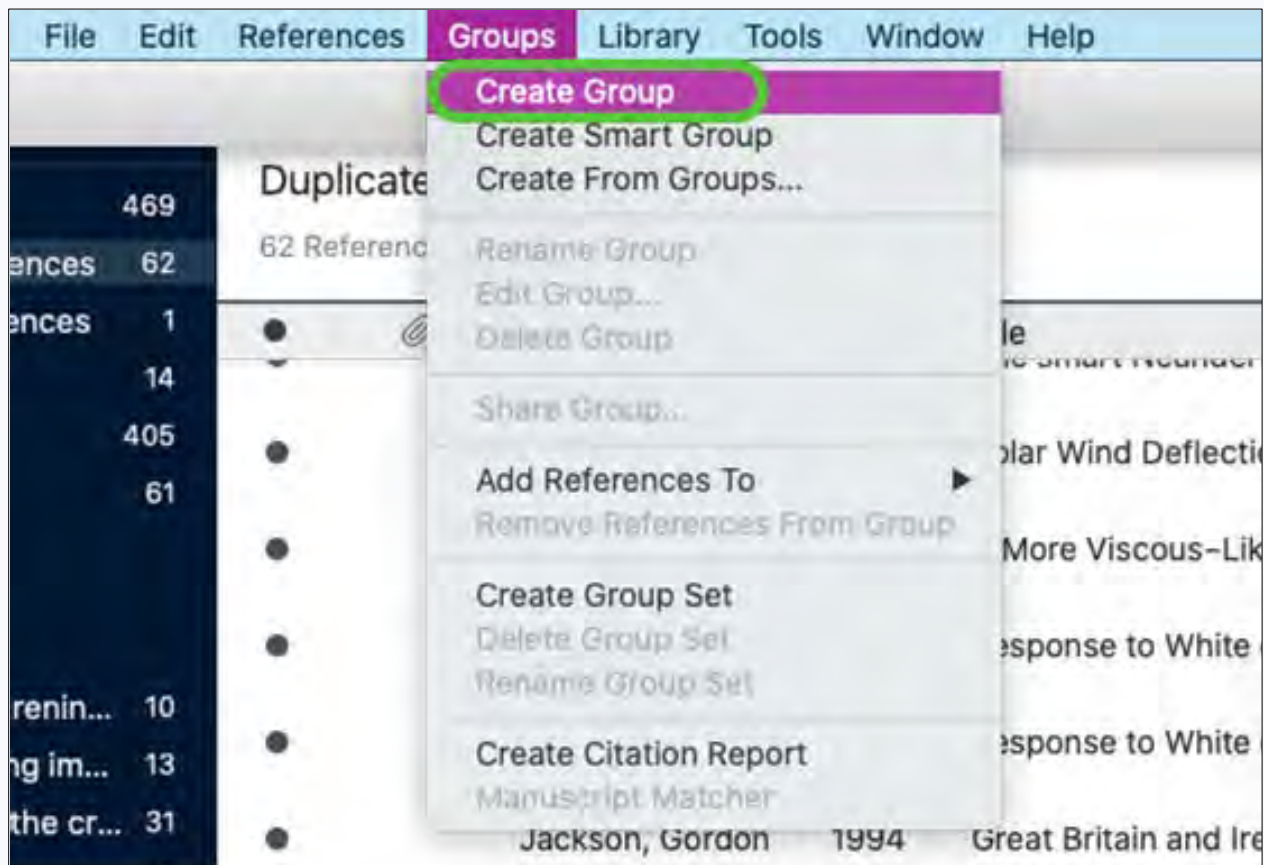 File Edit References Groups Library Tools Window Help
Create Group
Create Smart Group
Create From Groups...
Rename Group
Edit Group...
Delete Group
Share Group...
Add References To
Remove References From Group
Create Group Set
Delete Group Set
Rename Group Set
Create Citation Report
Manuscript Matcher
469
ences 62
ences 1
14
405
61
renin... 10
ng im... 13
the cr... 31
Duplicate
62 Referenc
le
olar Wind Deflecti
More Viscous-Lik
esponse to White
esponse to White
Jackson, Gordon 1994 Great Britain and Ire